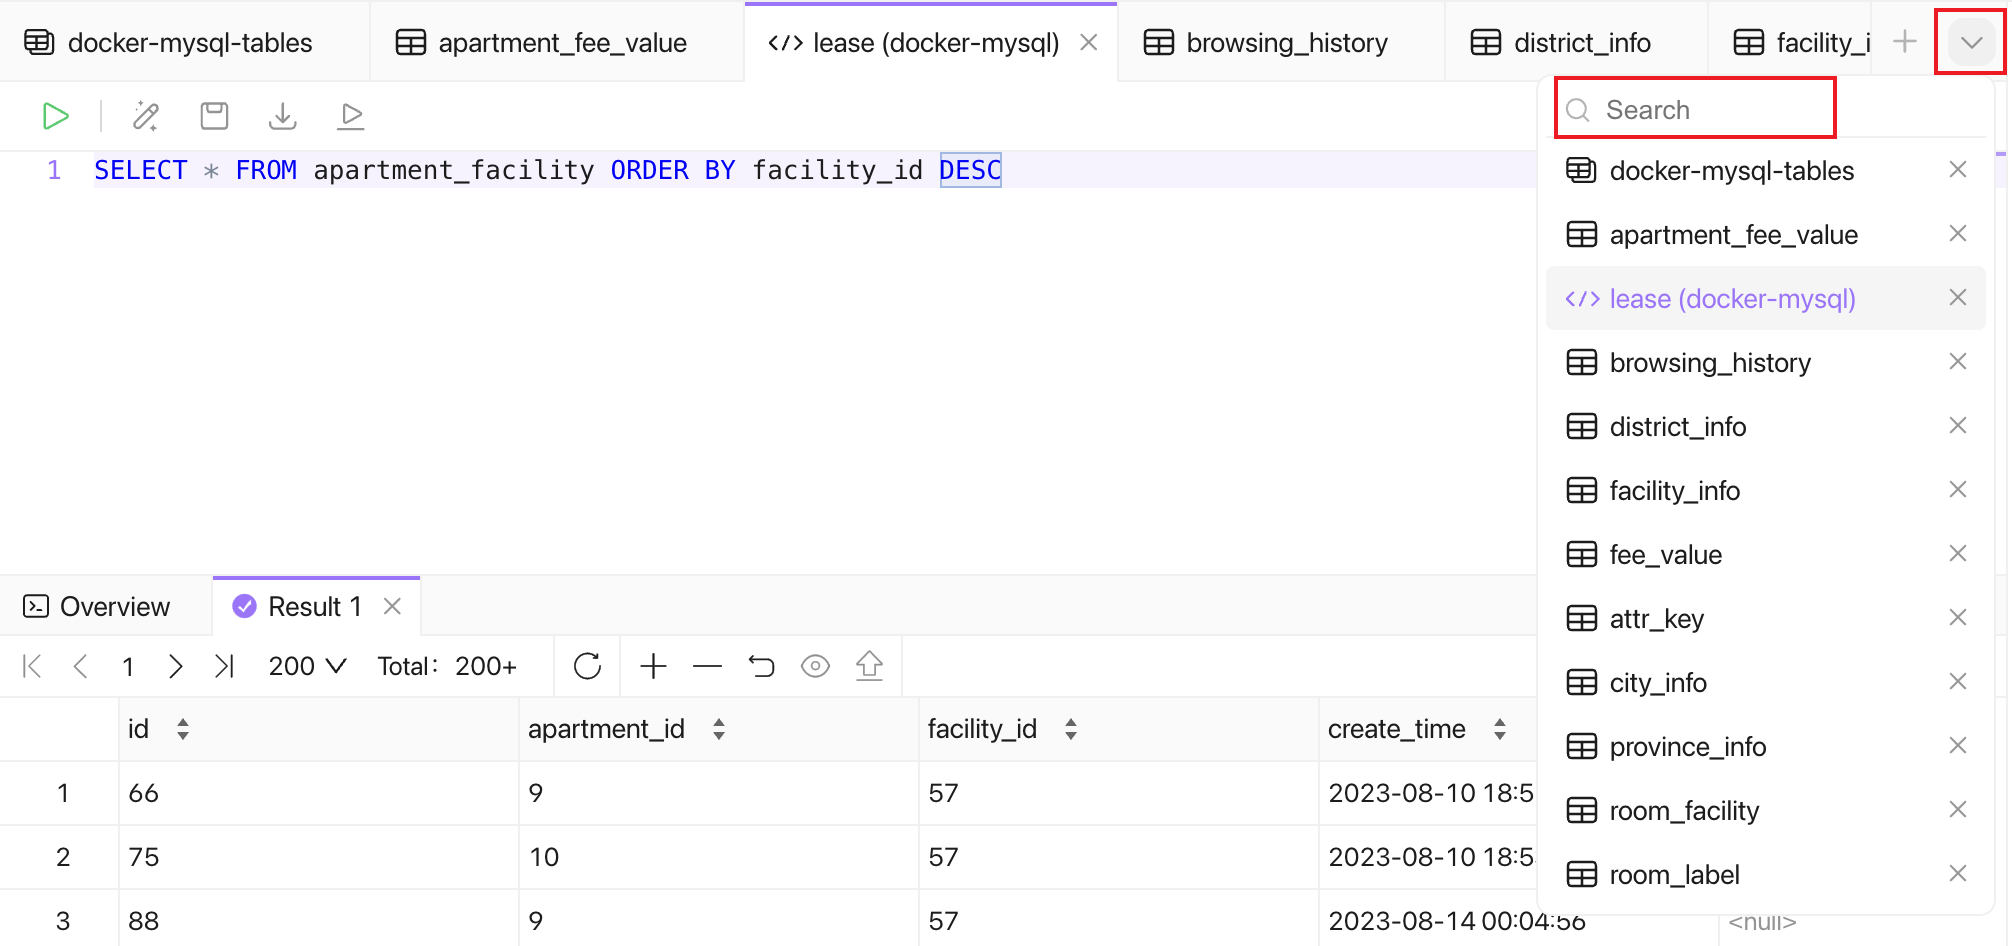 docker-mysql-tables apartment_fee_value </> lease (docker-mysql) browsing_history district_info facility_i
Search
1 SELECT * FROM apartment_facility ORDER BY facility_id DESC
docker-mysql-tables
apartment_fee_value
</> lease (docker-mysql)
browsing_history
district_info
facility_info
fee_value
attr_key
city_info
province_info
room_facility
room_label
Overview Result 1
1 200 Total: 200+
id apartment_id facility_id create_time
1 66 9 57 2023-08-10 18:5
2 75 10 57 2023-08-10 18:5
3 88 9 57 2023-08-14 00:04:56 <null>